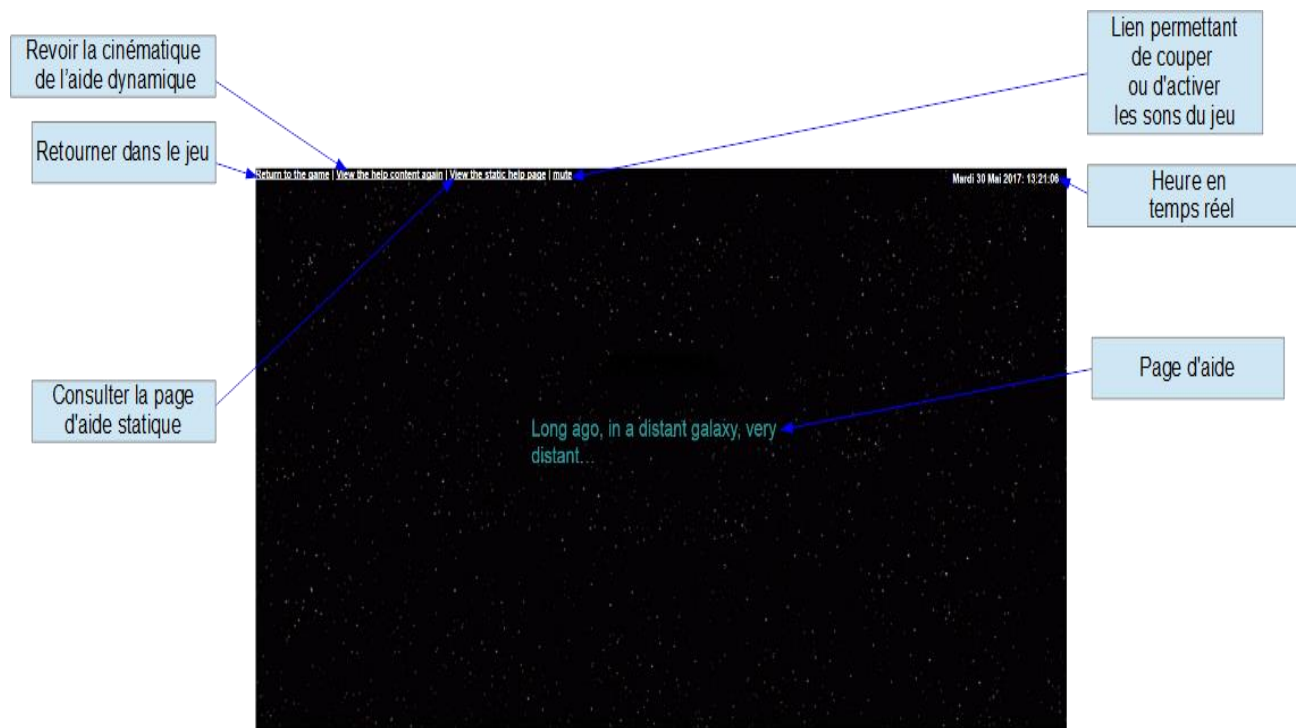 Revoir la cinématique
de l'aide dynamique
Lien permettant
de couper
ou d'activer
les sons du jeu
Retourner dans le jeu
Return to the game | View the help content again | View the static help page | mute
Mardi 30 Mai 2017: 13:21:06
Heure en
temps réel
Page d'aide
Consulter la page
d'aide statique
Long ago, in a distant galaxy, very
distant...